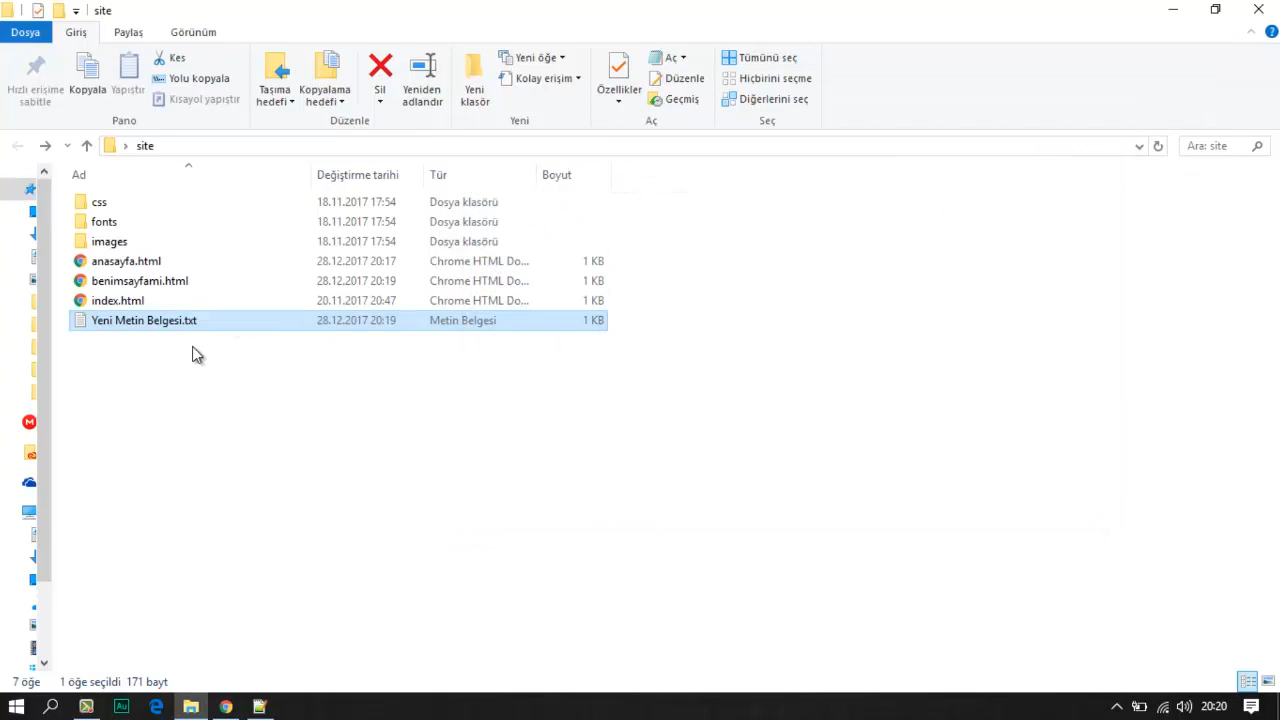 site
Dosya Giriş Paylaş Görünüm
Hızlı erişime sabitle
Kopyala
Yapıştır
Kes
Yolu kopyala
Kısayol yapıştır
Pano
Taşıma hedefi
Kopyalama hedefi
Sil
Yeniden adlandır
Düzenle
Yeni klasör
Yeni öğe
Kolay erişim
Yeni
Özellikler
Aç
Düzenle
Geçmiş
Aç
Tümünü seç
Hiçbirini seçme
Diğerlerini seç
Seç
site
Ara: site
Ad Değiştirme tarihi Tür Boyut
css 18.11.2017 17:54 Dosya klasörü
fonts 18.11.2017 17:54 Dosya klasörü
images 18.11.2017 17:54 Dosya klasörü
anasayfa.html 28.12.2017 20:17 Chrome HTML Do... 1 KB
benimsayfami.html 28.12.2017 20:19 Chrome HTML Do... 1 KB
index.html 20.11.2017 20:47 Chrome HTML Do... 1 KB
Yeni Metin Belgesi.txt 28.12.2017 20:19 Metin Belgesi 1 KB
7 öğe 1 öğe seçildi 171 bayt
20:20